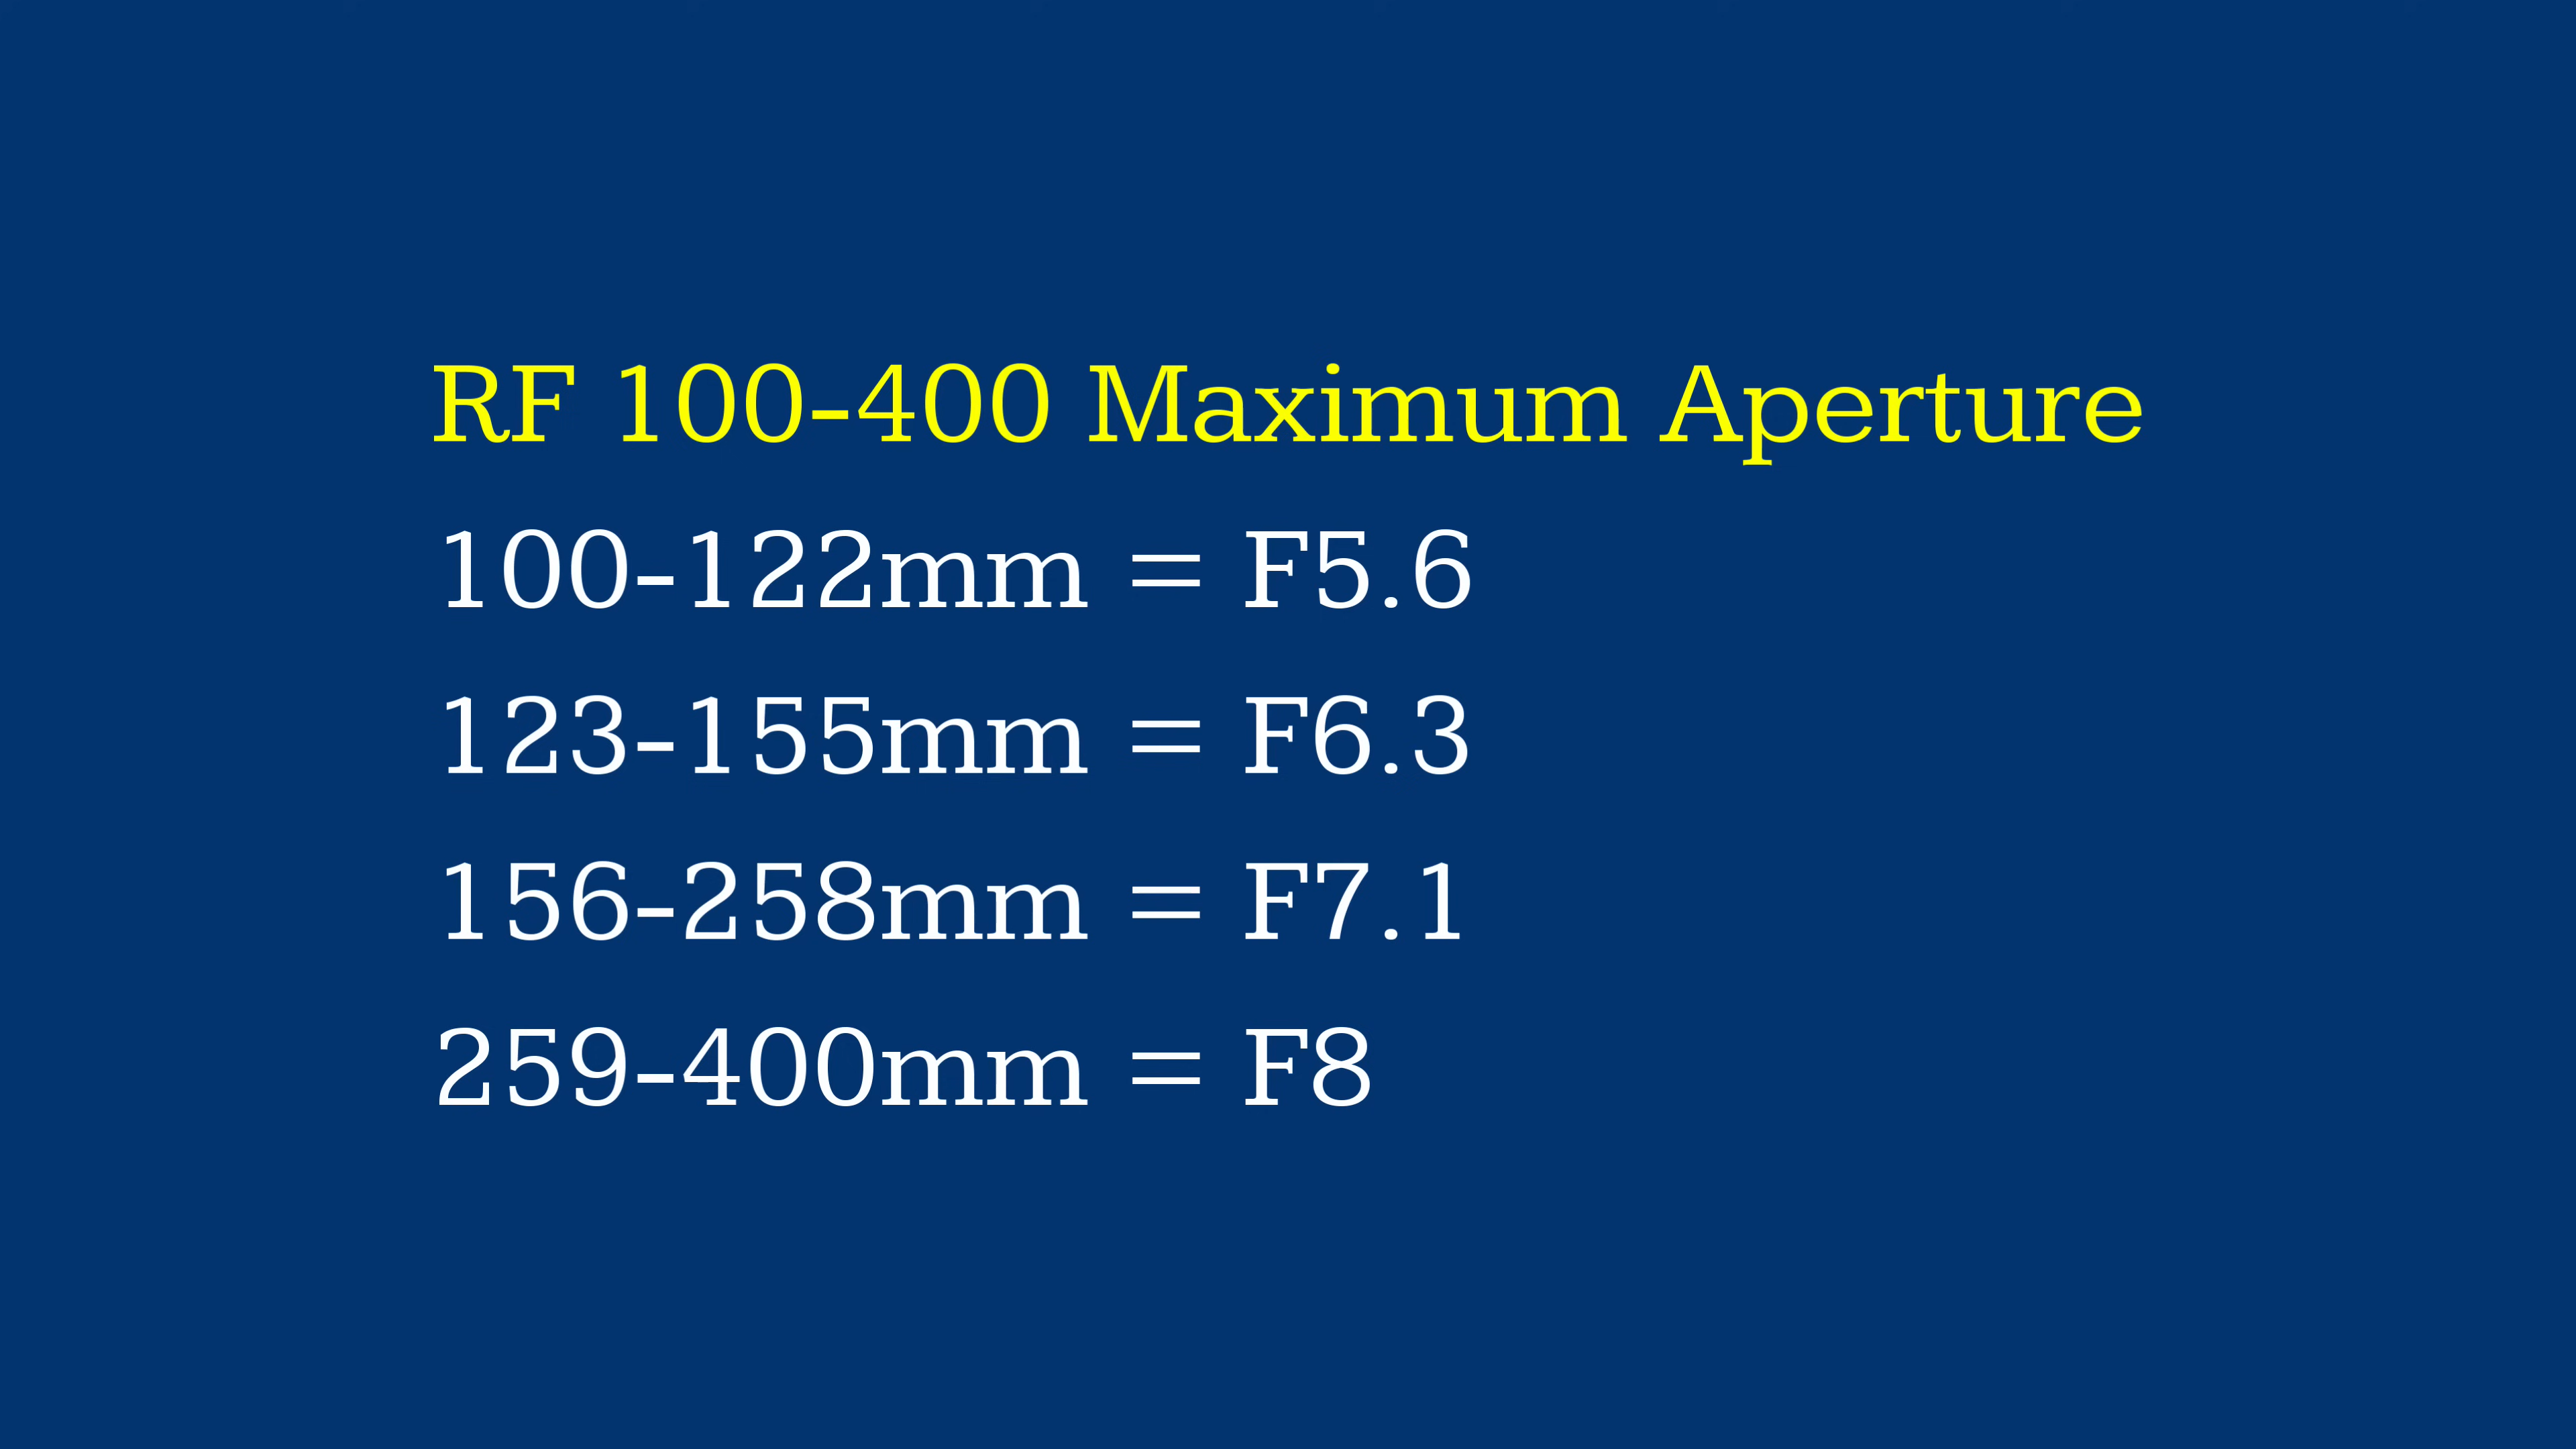 RF 100-400 Maximum Aperture
100-122mm = F5.6
123-155mm = F6.3
156-258mm = F7.1
259-400mm = F8